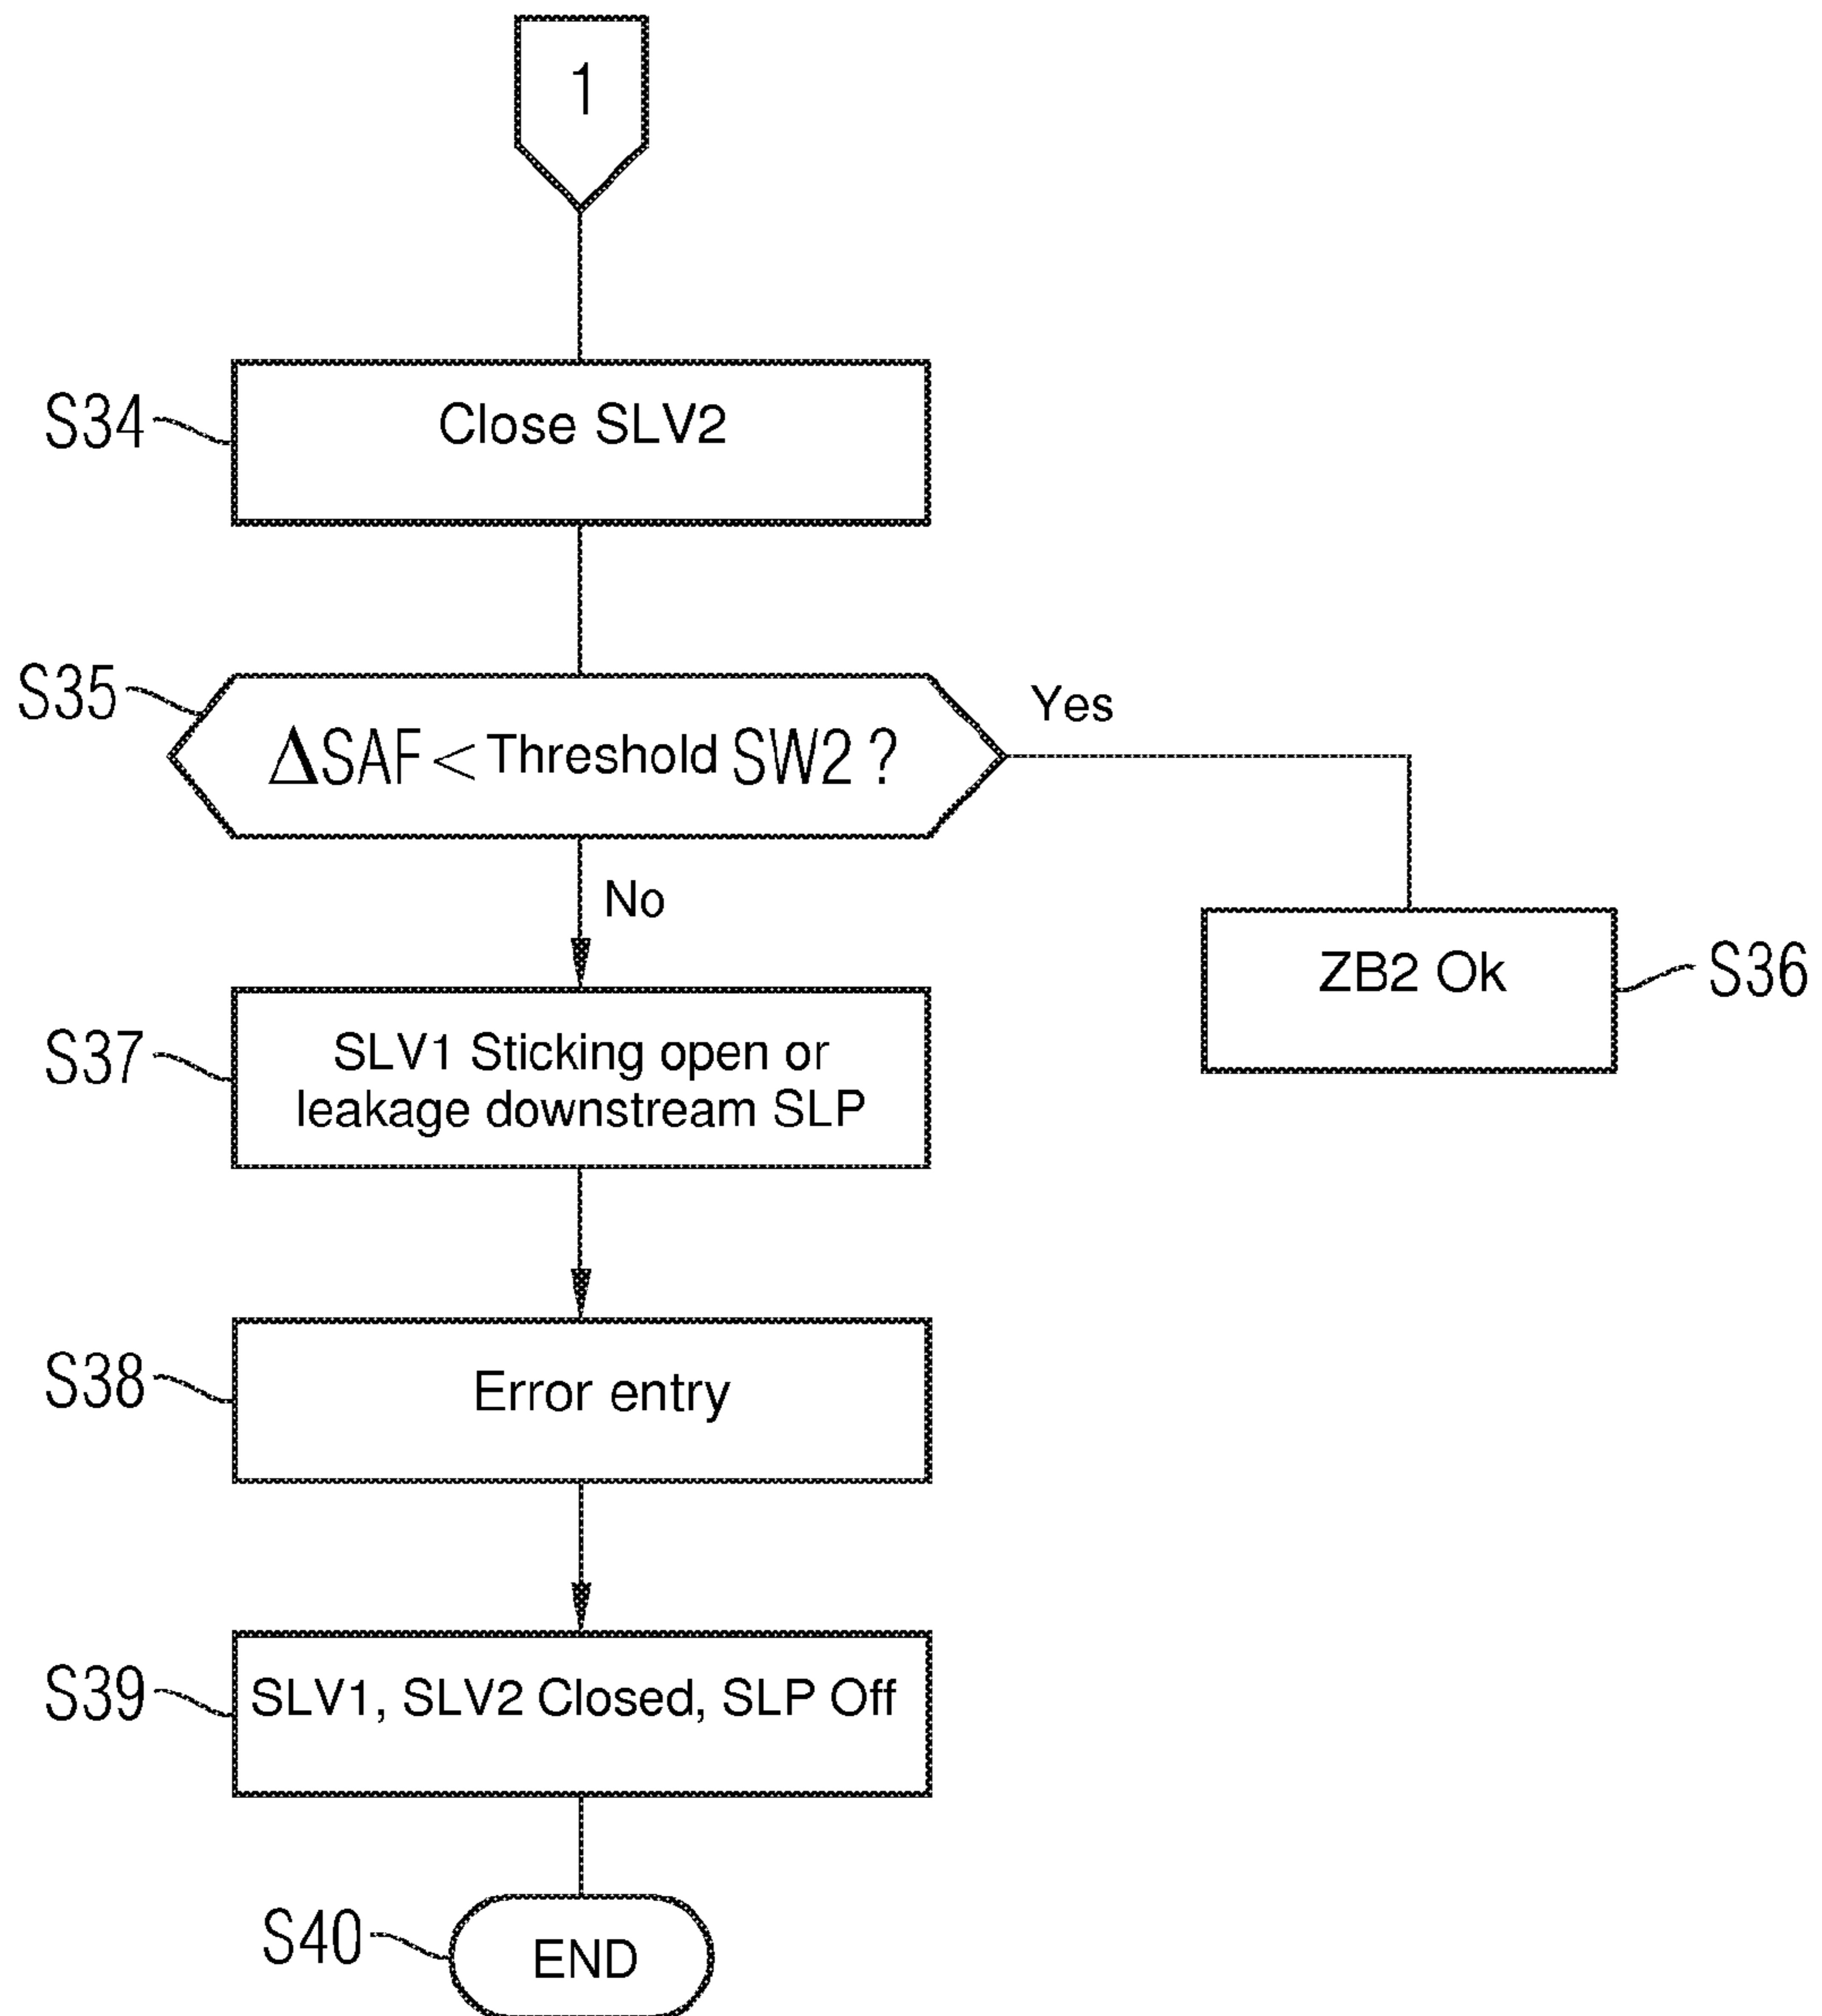 1
S34
Close SLV2
S35
ΔSAF < Threshold SW2 ?
Yes
No
ZB2 Ok
S36
S37
SLV1 Sticking open or
leakage downstream SLP
S38
Error entry
S39
SLV1, SLV2 Closed, SLP Off
S40
END